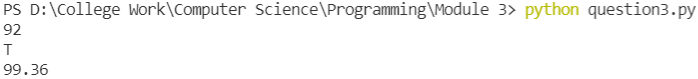 PS D:\College Work\Computer Science\Programming\Module 3> python question3.py
92
T
99.36